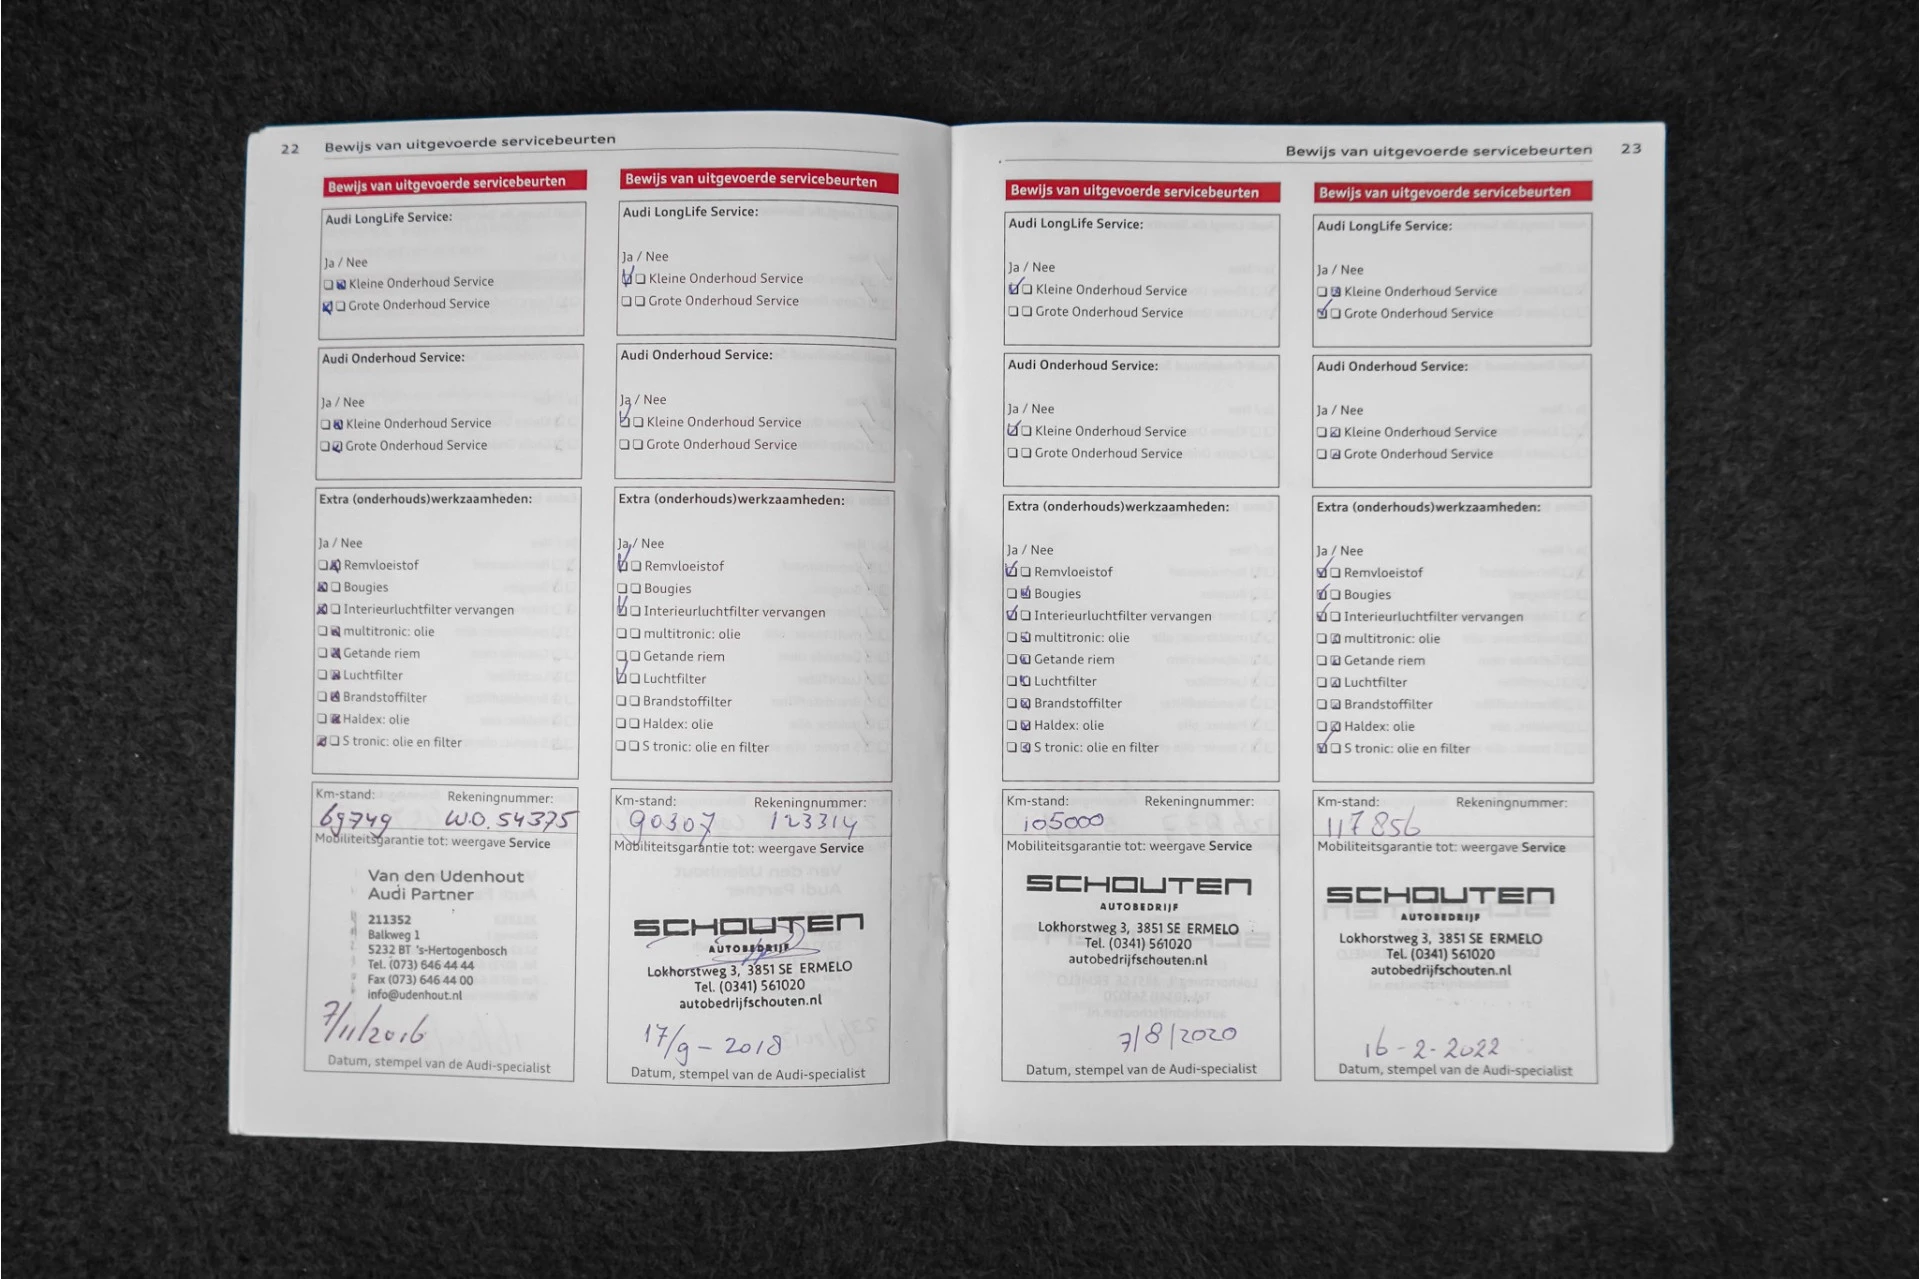 22 Bewijs van uitgevoerde servicebeurten
Bewijs van uitgevoerde servicebeurten
Audi LongLife Service:
Ja / Nee
Kleine Onderhoud Service
Grote Onderhoud Service
Audi Onderhoud Service:
Ja / Nee
Kleine Onderhoud Service
Grote Onderhoud Service
Extra (onderhouds)werkzaamheden:
Ja / Nee
Remvloeistof
Bougies
Interieurluchtfilter vervangen
multitronic: olie
Getande riem
Luchtfilter
Brandstoffilter
Haldex: olie
S tronic: olie en filter
Km-stand: Rekeningnummer:
69749 W.O. 54375
Mobiliteitsgarantie tot: weergave Service
Van den Udenhout
Audi Partner
211352
Balkweg 1
5232 BT 's-Hertogenbosch
Tel. (073) 646 44 44
Fax (073) 646 44 00
info@udenhout.nl
7/11/2016
Datum, stempel van de Audi-specialist
Bewijs van uitgevoerde servicebeurten
Audi LongLife Service:
Ja / Nee
Kleine Onderhoud Service
Grote Onderhoud Service
Audi Onderhoud Service:
Ja / Nee
Kleine Onderhoud Service
Grote Onderhoud Service
Extra (onderhouds)werkzaamheden:
Ja / Nee
Remvloeistof
Bougies
Interieurluchtfilter vervangen
multitronic: olie
Getande riem
Luchtfilter
Brandstoffilter
Haldex: olie
S tronic: olie en filter
Km-stand: Rekeningnummer:
90307 123314
Mobiliteitsgarantie tot: weergave Service
SCHOUTEN
AUTOBEDRIJF
Lokhorstweg 3, 3851 SE ERMELO
Tel. (0341) 561020
autobedrijfschouten.nl
17/9 - 2018
Datum, stempel van de Audi-specialist
Bewijs van uitgevoerde servicebeurten 23
Bewijs van uitgevoerde servicebeurten
Audi LongLife Service:
Ja / Nee
Kleine Onderhoud Service
Grote Onderhoud Service
Audi Onderhoud Service:
Ja / Nee
Kleine Onderhoud Service
Grote Onderhoud Service
Extra (onderhouds)werkzaamheden:
Ja / Nee
Remvloeistof
Bougies
Interieurluchtfilter vervangen
multitronic: olie
Getande riem
Luchtfilter
Brandstoffilter
Haldex: olie
S tronic: olie en filter
Km-stand: Rekeningnummer:
105000
Mobiliteitsgarantie tot: weergave Service
SCHOUTEN
AUTOBEDRIJF
Lokhorstweg 3, 3851 SE ERMELO
Tel. (0341) 561020
autobedrijfschouten.nl
7/8/2020
Datum, stempel van de Audi-specialist
Bewijs van uitgevoerde servicebeurten
Audi LongLife Service:
Ja / Nee
Kleine Onderhoud Service
Grote Onderhoud Service
Audi Onderhoud Service:
Ja / Nee
Kleine Onderhoud Service
Grote Onderhoud Service
Extra (onderhouds)werkzaamheden:
Ja / Nee
Remvloeistof
Bougies
Interieurluchtfilter vervangen
multitronic: olie
Getande riem
Luchtfilter
Brandstoffilter
Haldex: olie
S tronic: olie en filter
Km-stand: Rekeningnummer:
117856
Mobiliteitsgarantie tot: weergave Service
SCHOUTEN
AUTOBEDRIJF
Lokhorstweg 3, 3851 SE ERMELO
Tel. (0341) 561020
autobedrijfschouten.nl
16-2-2022
Datum, stempel van de Audi-specialist